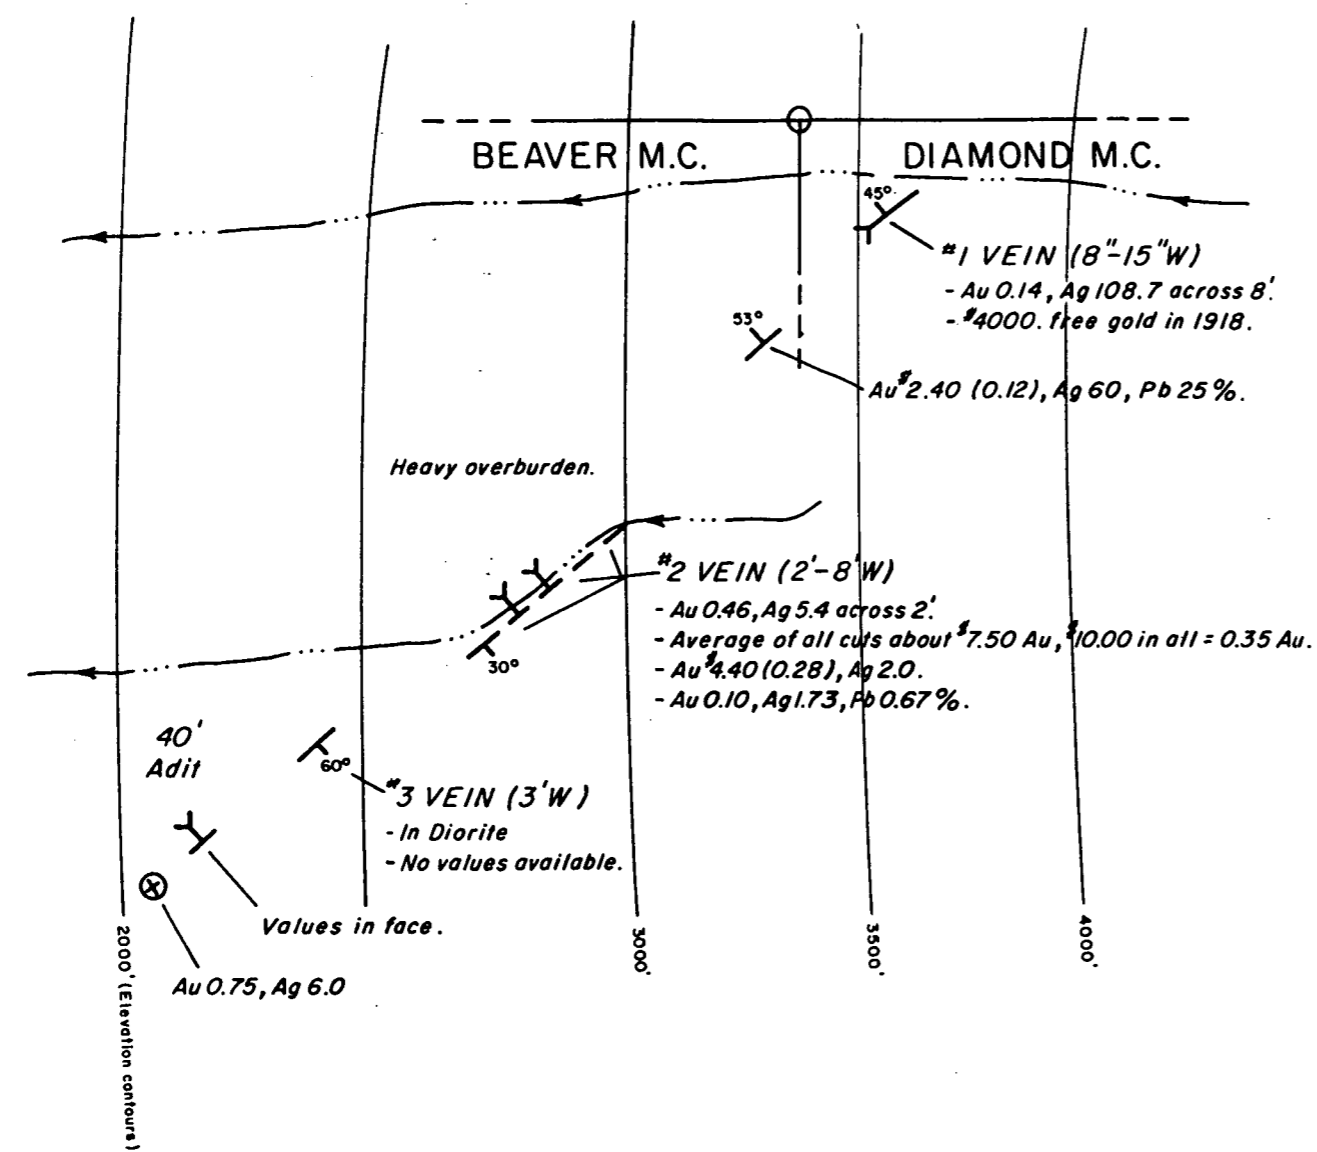 BEAVER M.C.
DIAMOND M.C.
45°
#1 VEIN (8"-15"W)
- Au 0.14, Ag 108.7 across 8'.
- $4000. free gold in 1918.
53°
Au $2.40 (0.12), Ag 60, Pb 25%.
Heavy overburden.
#2 VEIN (2'-8'W)
- Au 0.46, Ag 5.4 across 2'.
- Average of all cuts about $7.50 Au, $10.00 in all = 0.35 Au.
- Au $4.40 (0.28), Ag 2.0.
- Au 0.10, Ag 1.73, Pb 0.67%.
30°
40'
Adit
60°
#3 VEIN (3'W)
- In Diorite
- No values available.
Values in face.
Au 0.75, Ag 6.0
2000' (Elevation contours)
3000'.
3500'.
4000'.